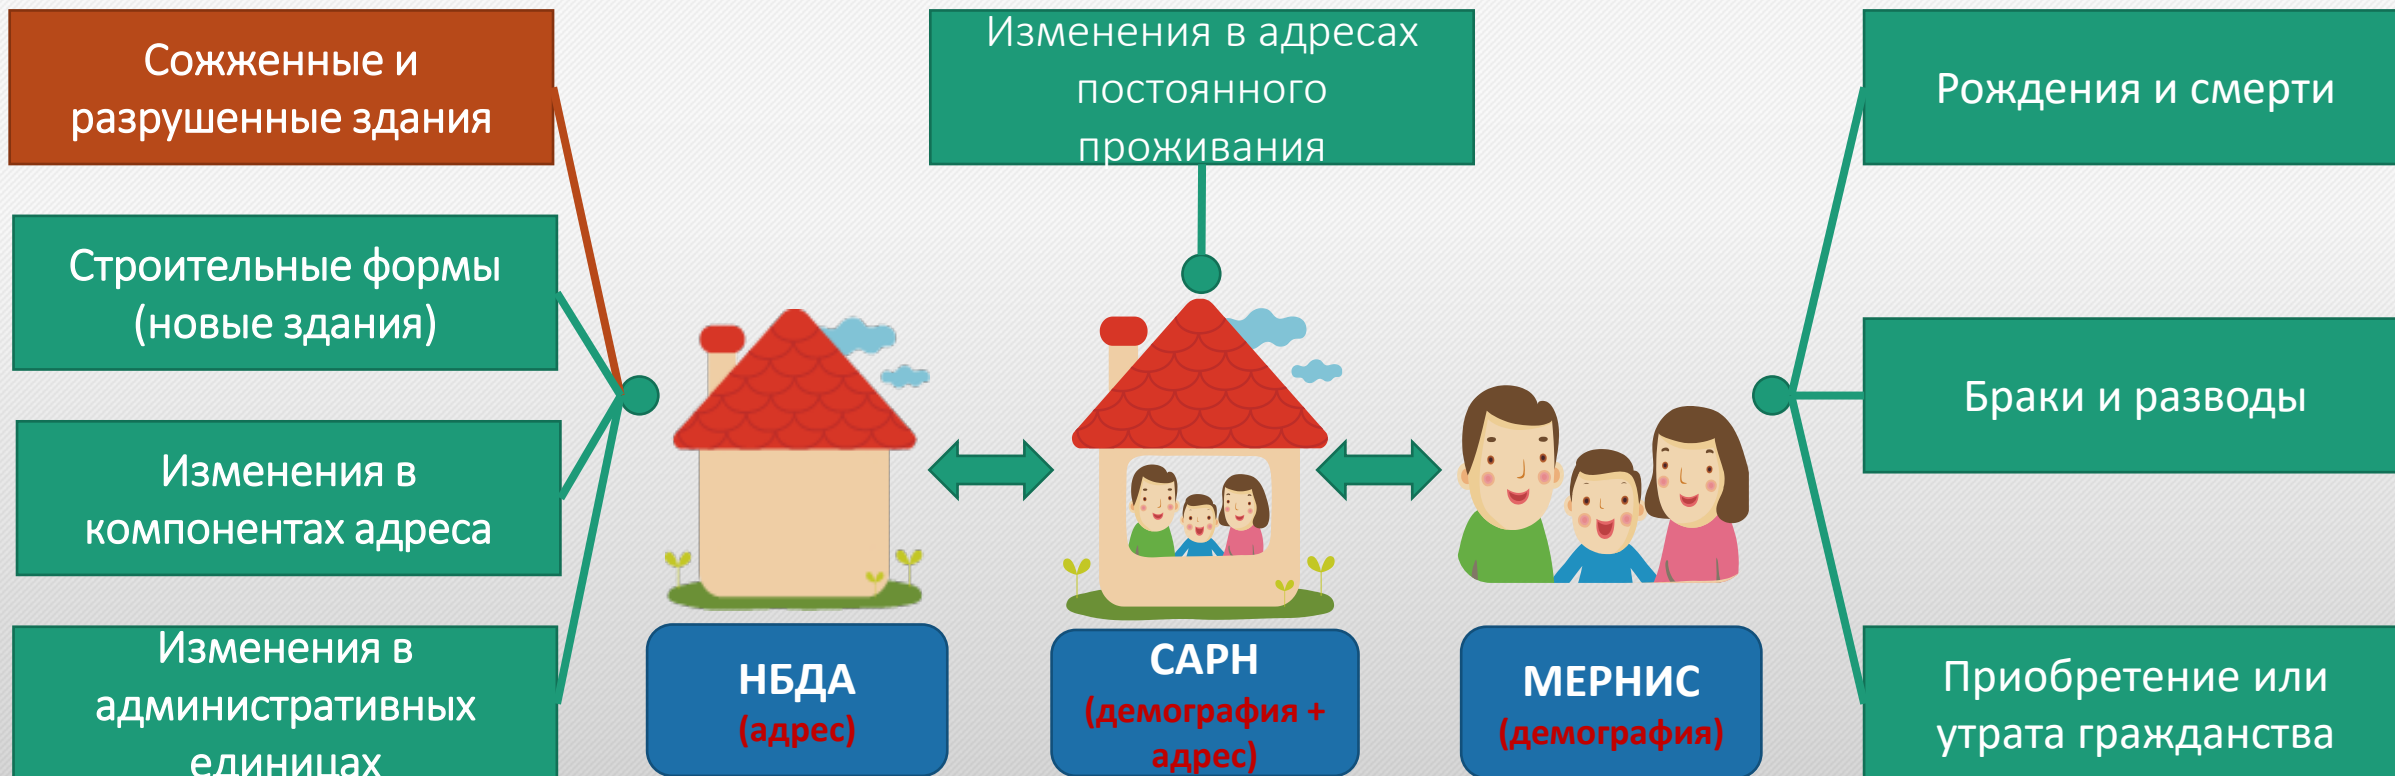 Сожженные и
разрушенные здания
Строительные формы
(новые здания)
Изменения в
компонентах адреса
Изменения в
административных
единицах
Изменения в адресах
постоянного
проживания
НБДА
(адрес)
САРН
(демография +
адрес)
МЕРНИС
(демография)
Рождения и смерти
Браки и разводы
Приобретение или
утрата гражданства